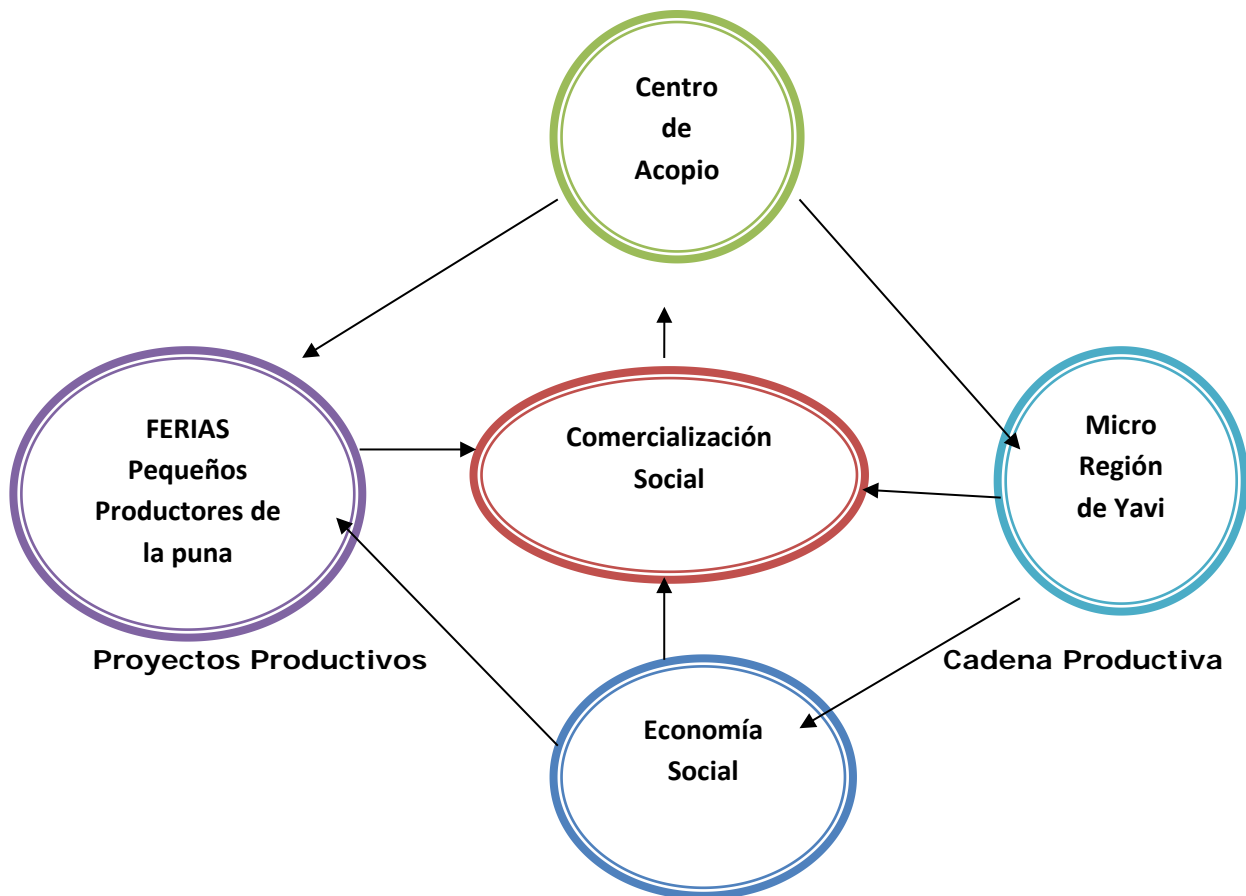 Centro
de
Acopio
FERIAS
Pequeños
Productores de
la puna
Comercialización
Social
Micro
Región
de Yavi
Proyectos Productivos
Cadena Productiva
Economía
Social